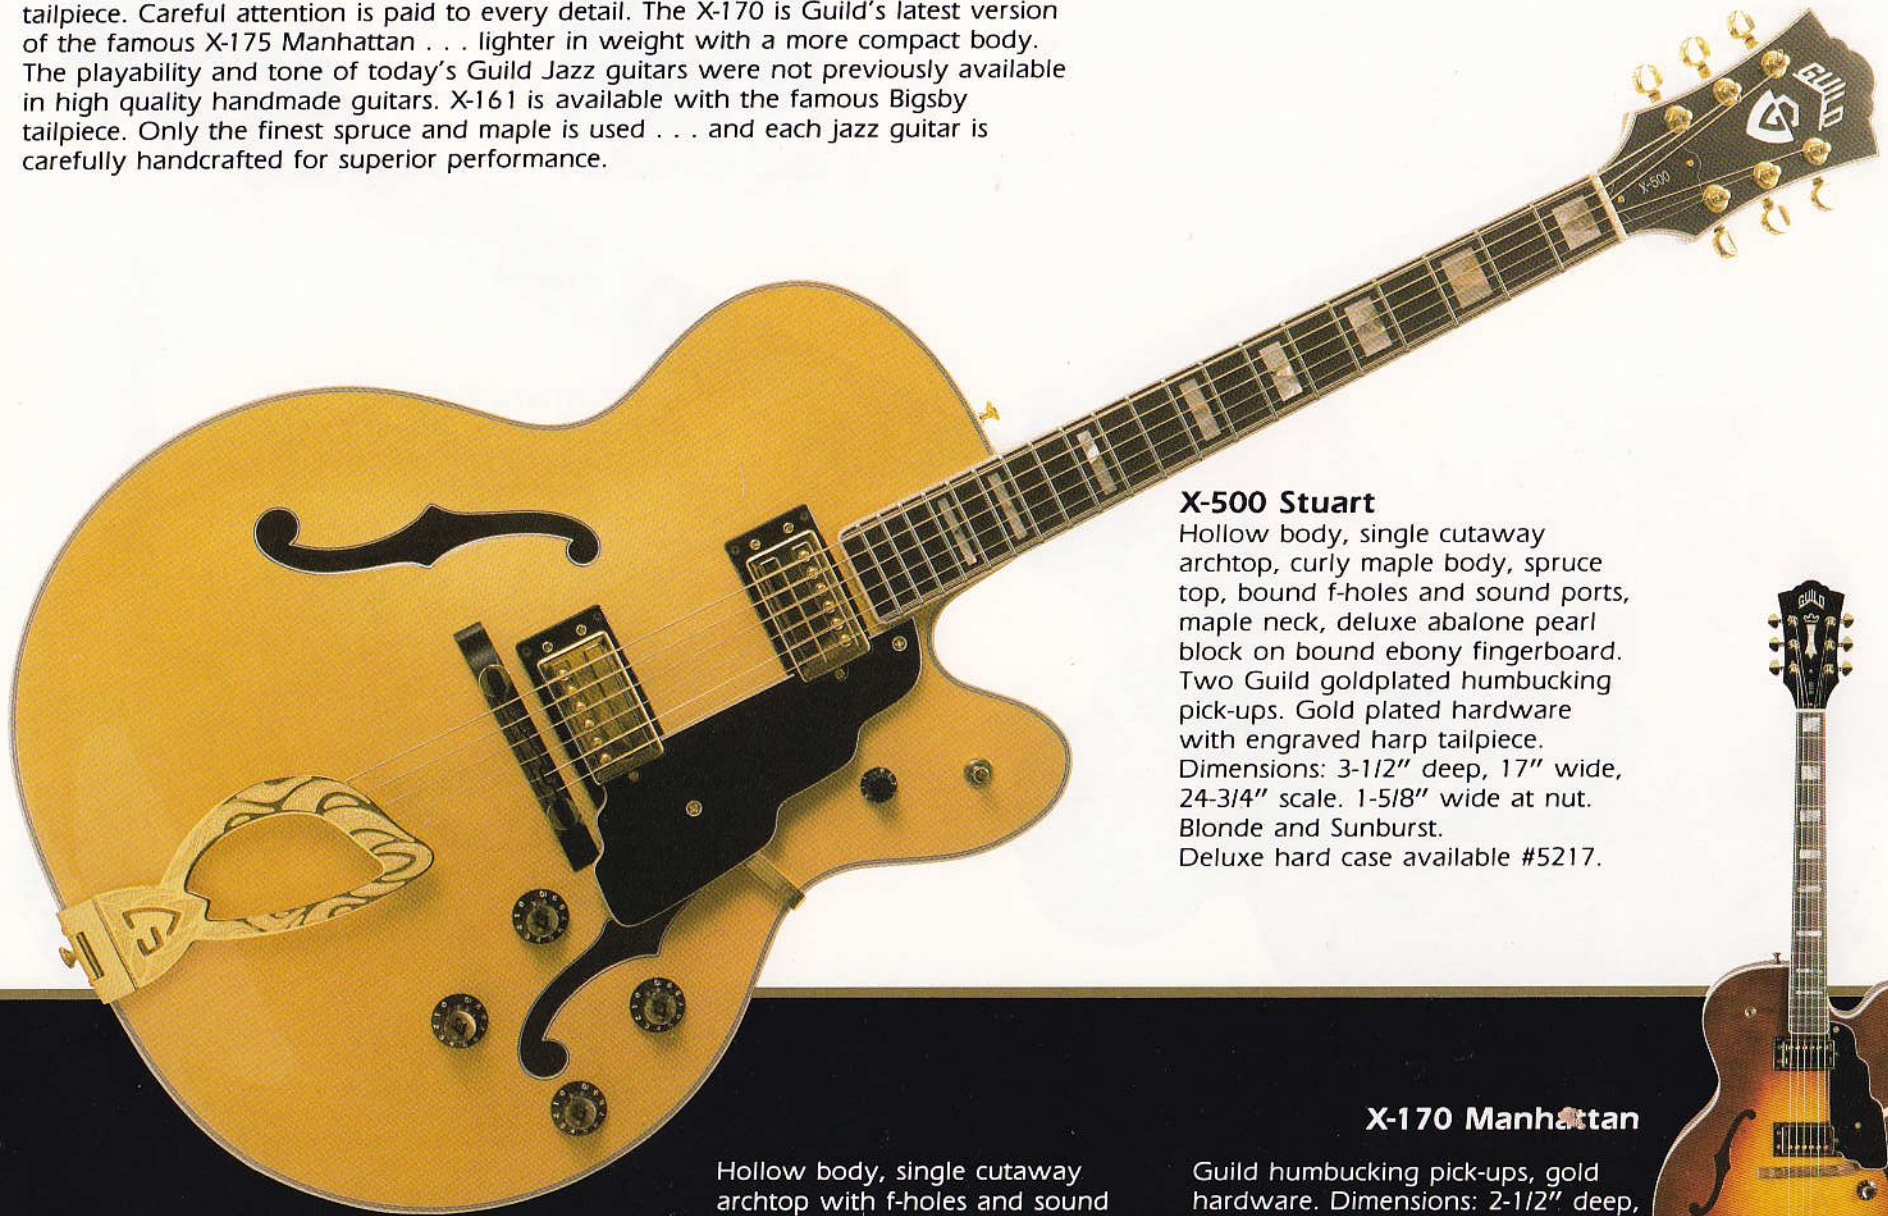 tailpiece. Careful attention is paid to every detail. The X-170 is Guild's latest version
of the famous X-175 Manhattan . . . lighter in weight with a more compact body.
The playability and tone of today's Guild Jazz guitars were not previously available
in high quality handmade guitars. X-161 is available with the famous Bigsby
tailpiece. Only the finest spruce and maple is used . . . and each jazz guitar is
carefully handcrafted for superior performance.
GUILD
G
X-500
X-500 Stuart
Hollow body, single cutaway
archtop, curly maple body, spruce
top, bound f-holes and sound ports,
maple neck, deluxe abalone pearl
block on bound ebony fingerboard.
Two Guild goldplated humbucking
pick-ups. Gold plated hardware
with engraved harp tailpiece.
Dimensions: 3-1/2" deep, 17" wide,
24-3/4" scale. 1-5/8" wide at nut.
Blonde and Sunburst.
Deluxe hard case available #5217.
GUILD
X-170 Manhattan
Hollow body, single cutaway
archtop with f-holes and sound
Guild humbucking pick-ups, gold
hardware. Dimensions: 2-1/2" deep,